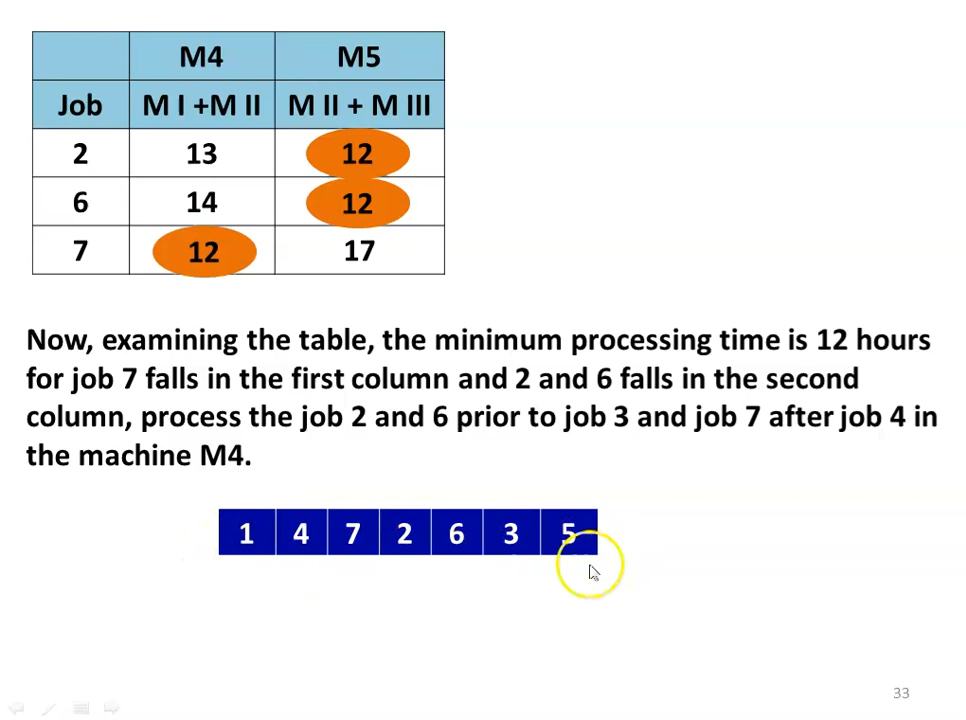 M4 M5
Job M I +M II M II + M III
2 13 12
6 14 12
7 12 17
Now, examining the table, the minimum processing time is 12 hours
for job 7 falls in the first column and 2 and 6 falls in the second
column, process the job 2 and 6 prior to job 3 and job 7 after job 4 in
the machine M4.
1 4 7 2 6 3 5
33